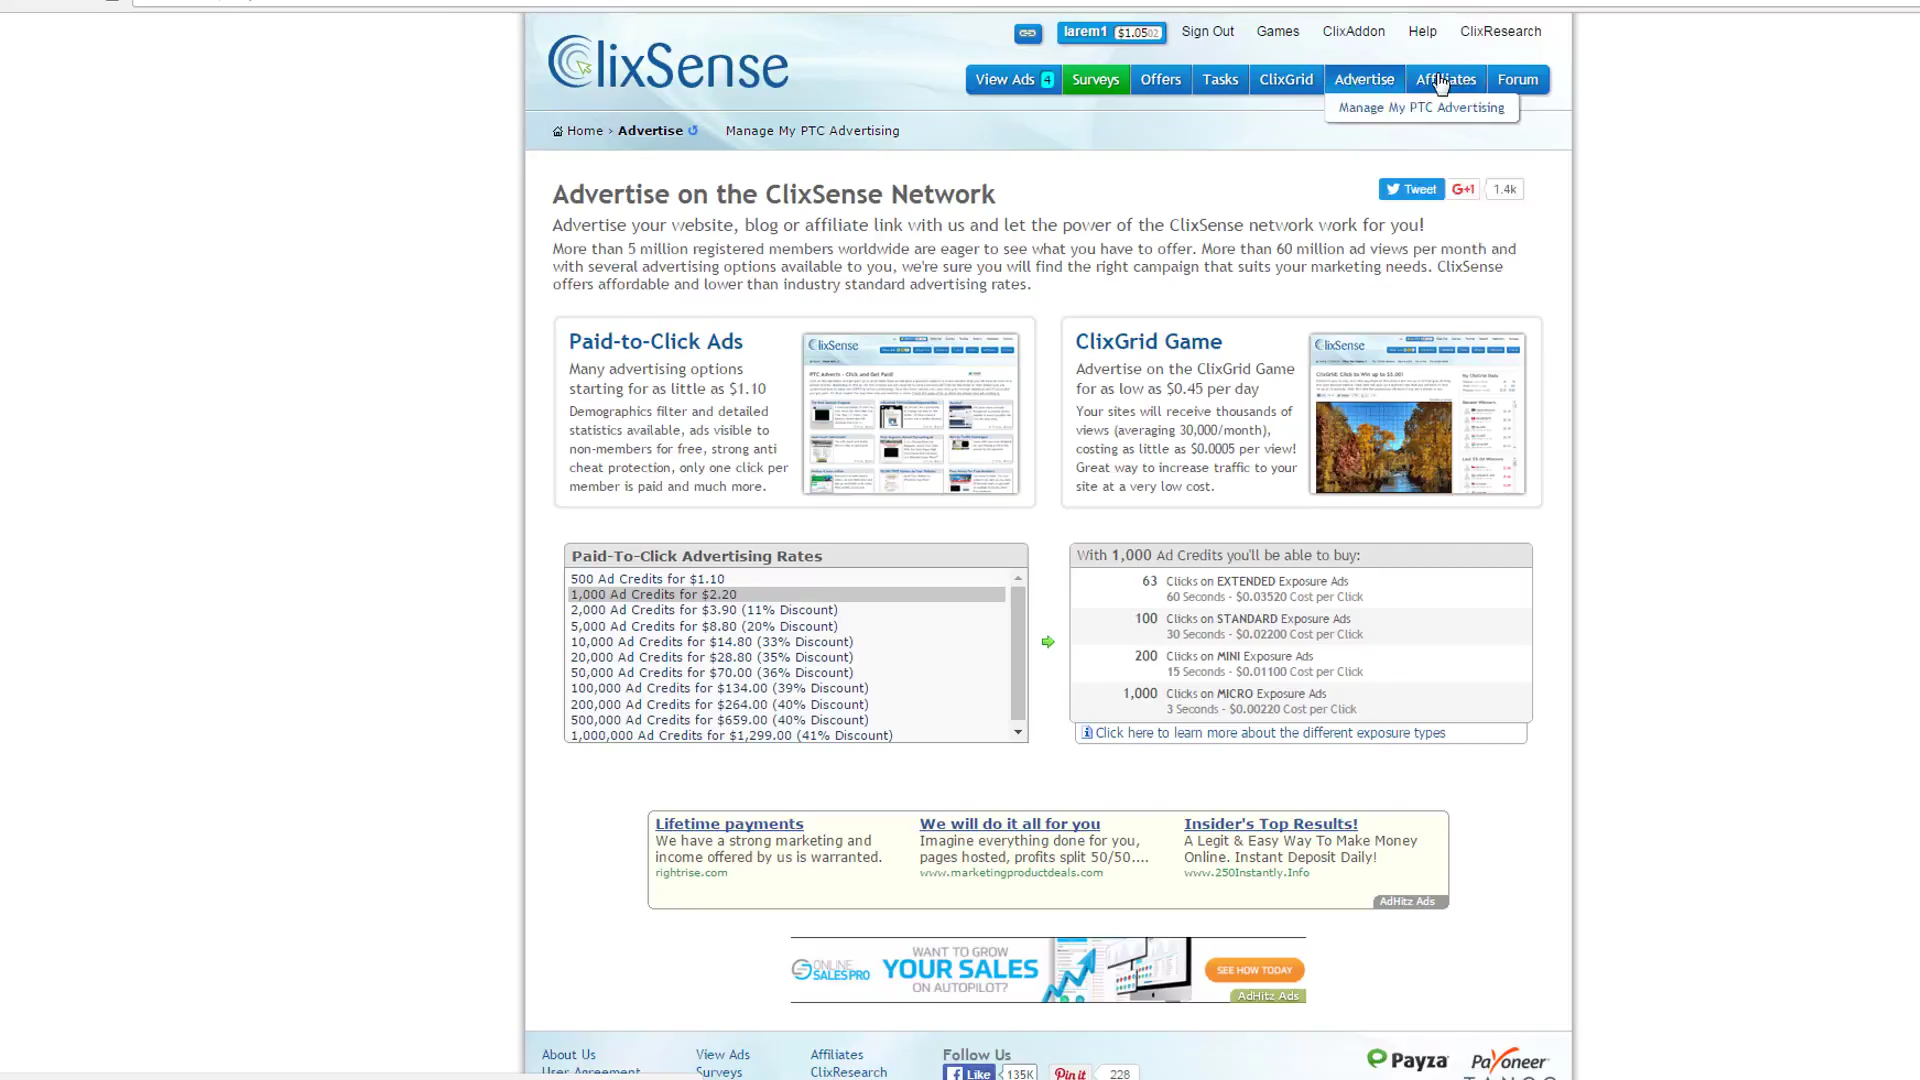 larem1 $1.0502 Sign Out Games ClixAddon Help ClixResearch
ClixSense
View Ads 4 Surveys Offers Tasks ClixGrid Advertise Affiliates Forum
Manage My PTC Advertising
Home › Advertise Manage My PTC Advertising
Advertise on the ClixSense Network
Tweet G+1 1.4k
Advertise your website, blog or affiliate link with us and let the power of the ClixSense network work for you!
More than 5 million registered members worldwide are eager to see what you have to offer. More than 60 million ad views per month and
with several advertising options available to you, we're sure you will find the right campaign that suits your marketing needs. ClixSense
offers affordable and lower than industry standard advertising rates.
Paid-to-Click Ads
Many advertising options
starting for as little as $1.10
Demographics filter and detailed
statistics available, ads visible to
non-members for free, strong anti
cheat protection, only one click per
member is paid and much more.
ClixSense
ClixGrid Game
Advertise on the ClixGrid Game
for as low as $0.45 per day
Your sites will receive thousands of
views (averaging 30,000/month),
costing as little as $0.0005 per view!
Great way to increase traffic to your
site at a very low cost.
ClixSense
Paid-To-Click Advertising Rates
500 Ad Credits for $1.10
1,000 Ad Credits for $2.20
2,000 Ad Credits for $3.90 (11% Discount)
5,000 Ad Credits for $8.80 (20% Discount)
10,000 Ad Credits for $14.80 (33% Discount)
20,000 Ad Credits for $28.80 (35% Discount)
50,000 Ad Credits for $70.00 (36% Discount)
100,000 Ad Credits for $134.00 (39% Discount)
200,000 Ad Credits for $264.00 (40% Discount)
500,000 Ad Credits for $659.00 (40% Discount)
1,000,000 Ad Credits for $1,299.00 (41% Discount)
With 1,000 Ad Credits you'll be able to buy:
63 Clicks on EXTENDED Exposure Ads
60 Seconds - $0.03520 Cost per Click
100 Clicks on STANDARD Exposure Ads
30 Seconds - $0.02200 Cost per Click
200 Clicks on MINI Exposure Ads
15 Seconds - $0.01100 Cost per Click
1,000 Clicks on MICRO Exposure Ads
3 Seconds - $0.00220 Cost per Click
Click here to learn more about the different exposure types
Lifetime payments
We have a strong marketing and
income offered by us is warranted.
rightrise.com
We will do it all for you
Imagine everything done for you,
pages hosted, profits split 50/50....
www.marketingproductdeals.com
Insider's Top Results!
A Legit & Easy Way To Make Money
Online. Instant Deposit Daily!
www.250Instantly.Info
AdHitz Ads
ONLINE
SALES PRO
WANT TO GROW
YOUR SALES
ON AUTOPILOT?
SEE HOW TODAY
AdHitz Ads
About Us View Ads Affiliates Follow Us Payza Payoneer
User Agreement Surveys ClixResearch Like 135K Pin it 228